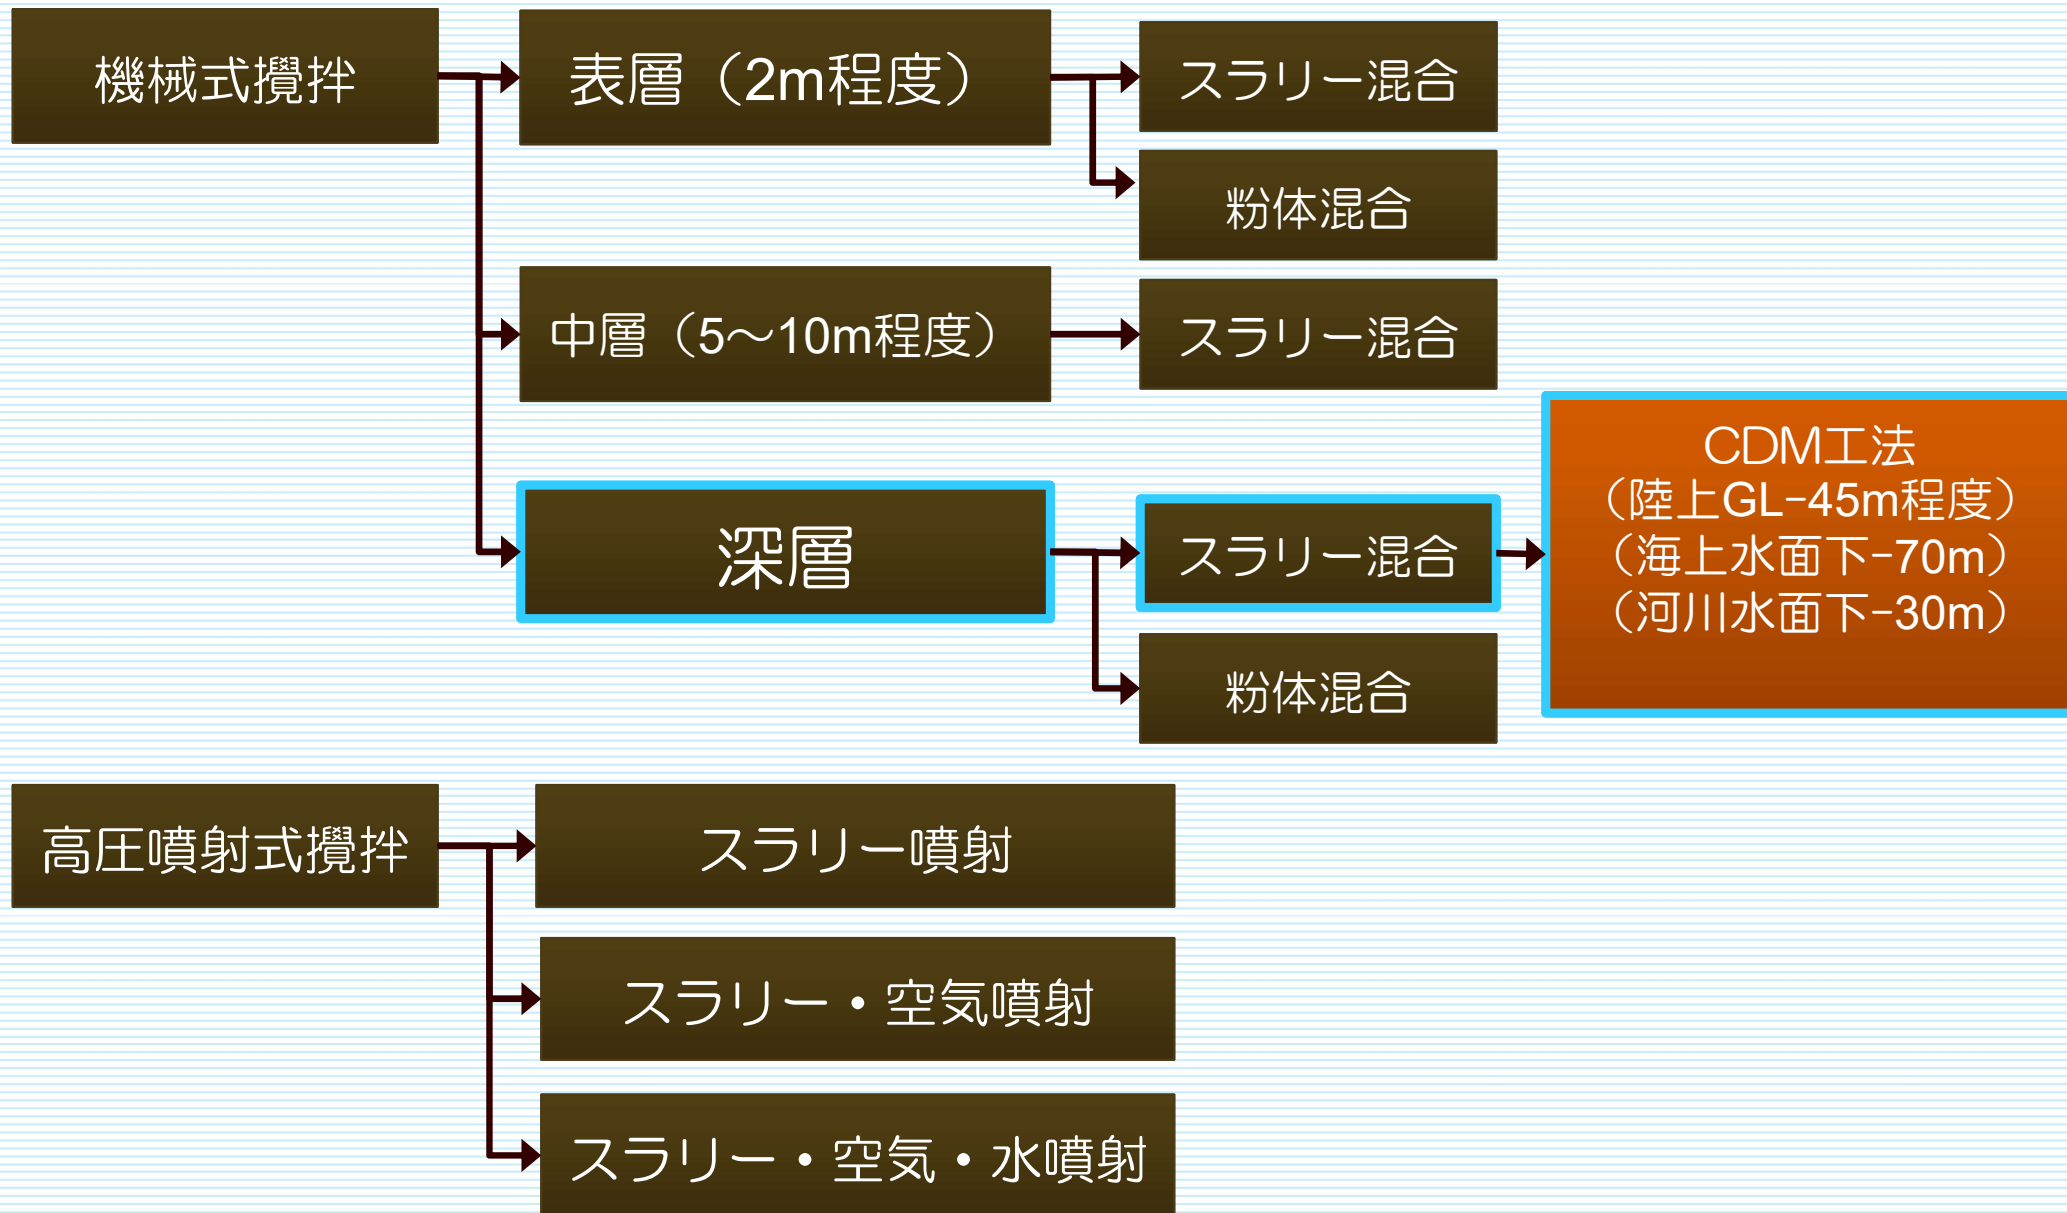 機械式攪拌
表層（2m程度）
スラリー混合
粉体混合
中層（5～10m程度）
スラリー混合
深層
スラリー混合
CDM工法
（陸上GL-45m程度）
（海上水面下-70m）
（河川水面下-30m）
粉体混合
高圧噴射式攪拌
スラリー噴射
スラリー・空気噴射
スラリー・空気・水噴射